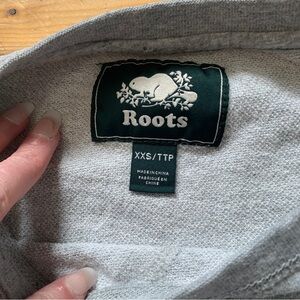 Roots
XXS/TTP
MADE IN CHINA
FABRIQUÉ EN
CHINE